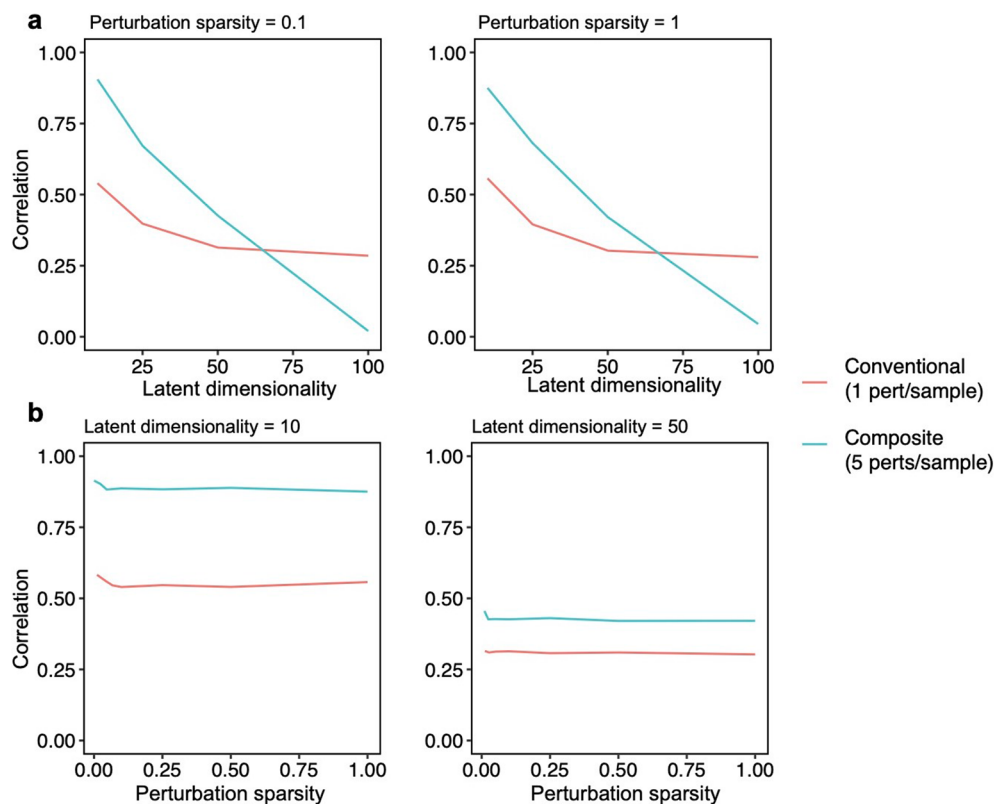 a
Perturbation sparsity = 0.1
Perturbation sparsity = 1
1.00
0.75
0.50
0.25
0.00
Correlation
25 50 75 100
Latent dimensionality
1.00
0.75
0.50
0.25
0.00
25 50 75 100
Latent dimensionality
Conventional
(1 pert/sample)
Composite
(5 perts/sample)
b
Latent dimensionality = 10
Latent dimensionality = 50
1.00
0.75
0.50
0.25
0.00
Correlation
0.00 0.25 0.50 0.75 1.00
Perturbation sparsity
1.00
0.75
0.50
0.25
0.00
0.00 0.25 0.50 0.75 1.00
Perturbation sparsity